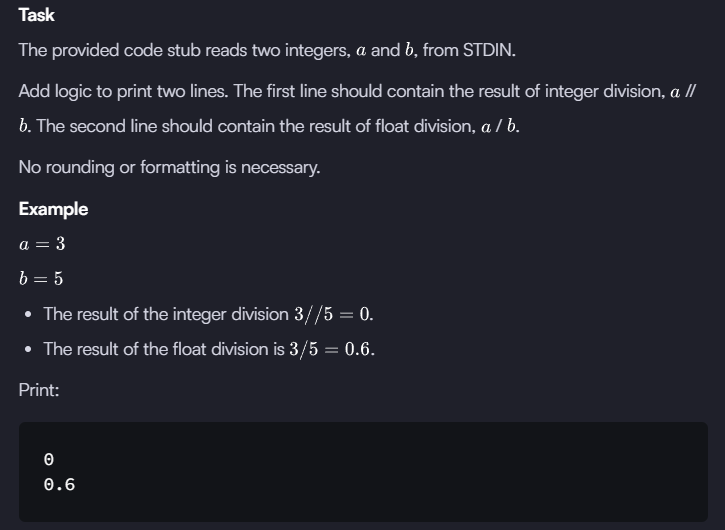 Task
The provided code stub reads two integers, a and b, from STDIN.
Add logic to print two lines. The first line should contain the result of integer division, a //
b. The second line should contain the result of float division, a / b.
No rounding or formatting is necessary.
Example
a = 3
b = 5
• The result of the integer division 3//5 = 0.
• The result of the float division is 3/5 = 0.6.
Print:
0
0.6